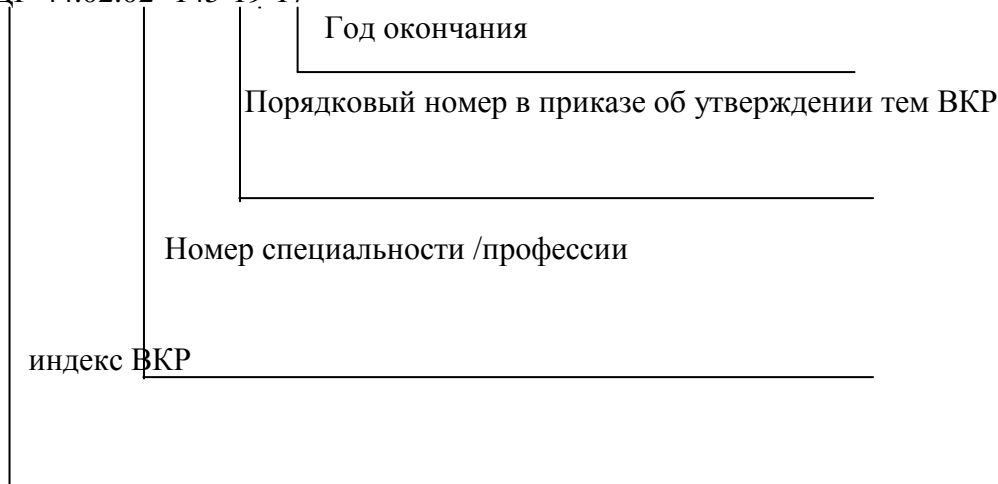 Год окончания
Порядковый номер в приказе об утверждении тем ВКР
Номер специальности /профессии
индекс ВКР